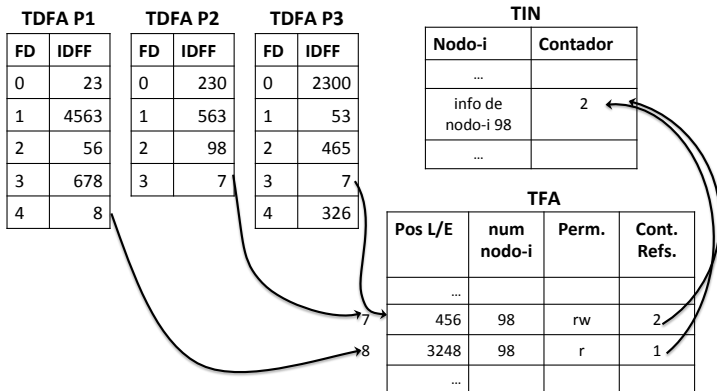 TDFA P1 TDFA P2 TDFA P3 TIN
FD IDFF FD IDFF FD IDFF Nodo-i Contador
0 23 0 230 0 2300 …
1 4563 1 563 1 53 info de nodo-i 98 2
2 56 2 98 2 465 …
3 678 3 7 3 7
4 8 4 326
TFA
Pos L/E num nodo-i Perm. Cont. Refs.
…
7 456 98 rw 2
8 3248 98 r 1
…